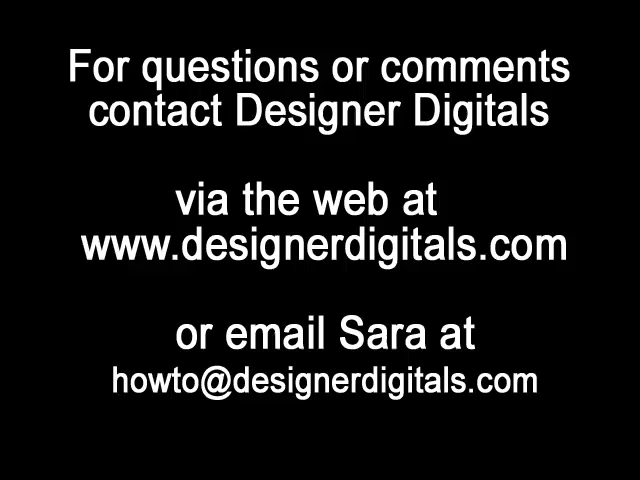 For questions or comments
contact Designer Digitals
via the web at
www.designerdigitals.com
or email Sara at
howto@designerdigitals.com